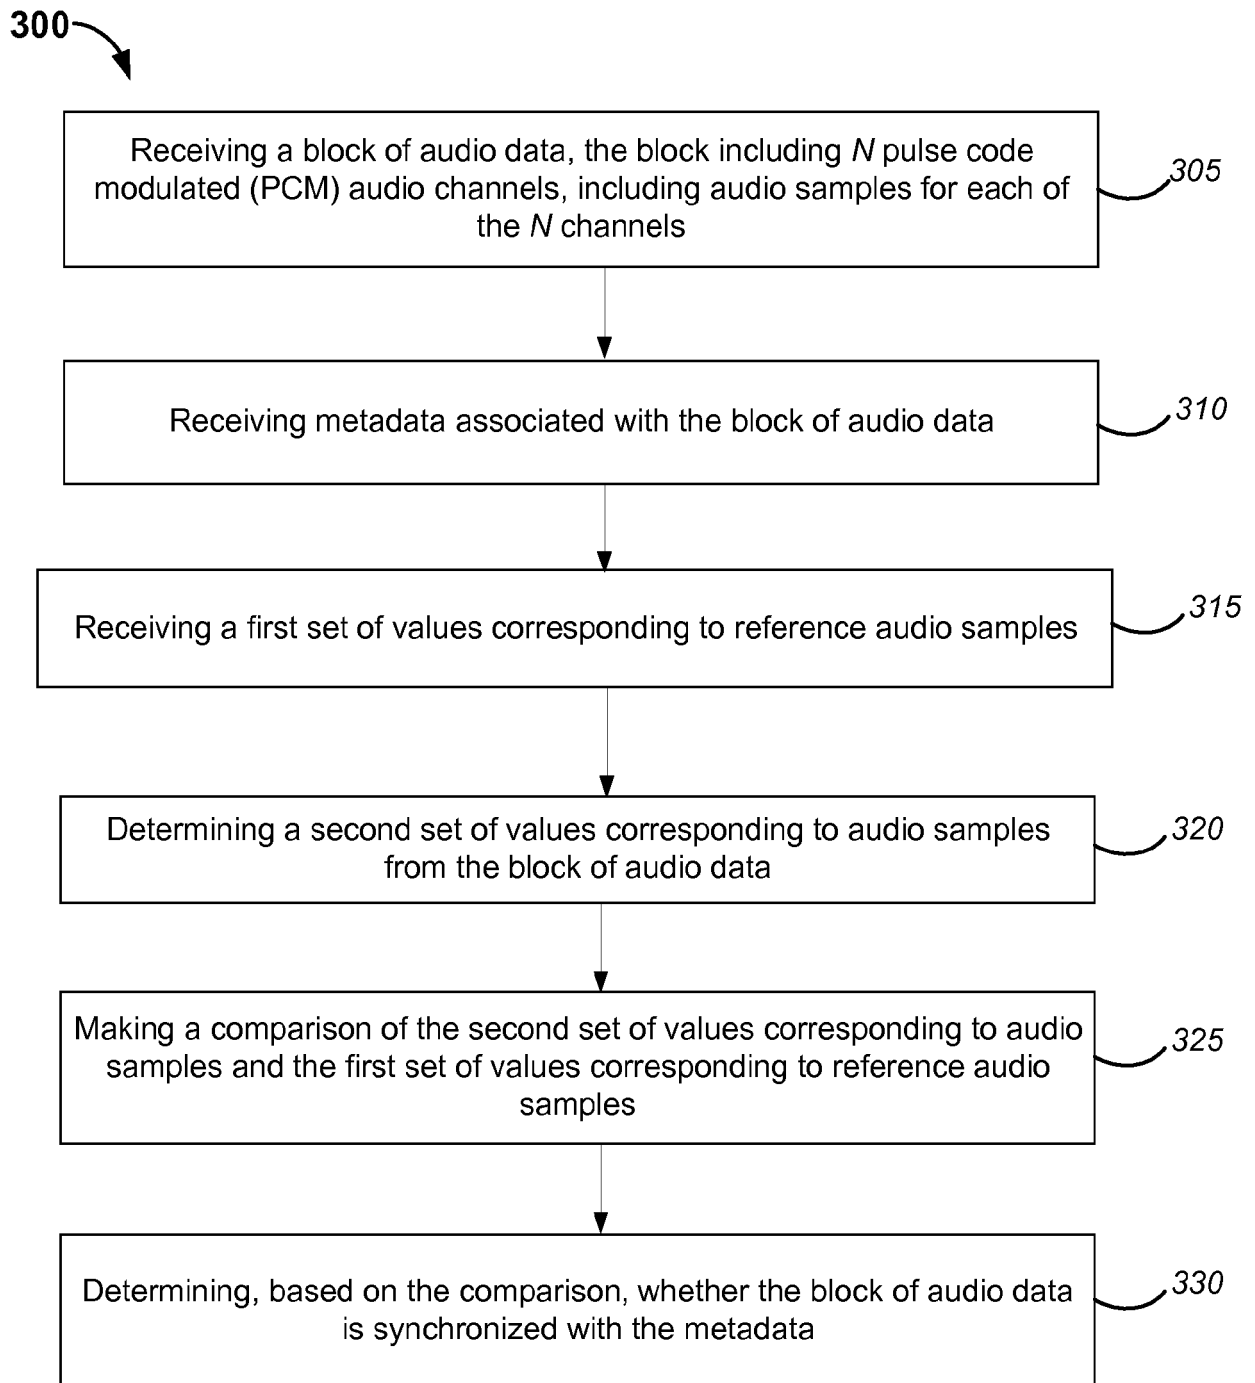 300
Receiving a block of audio data, the block including N pulse code
modulated (PCM) audio channels, including audio samples for each of
the N channels
305
Receiving metadata associated with the block of audio data
310
Receiving a first set of values corresponding to reference audio samples
315
Determining a second set of values corresponding to audio samples
from the block of audio data
320
Making a comparison of the second set of values corresponding to audio
samples and the first set of values corresponding to reference audio
samples
325
Determining, based on the comparison, whether the block of audio data
is synchronized with the metadata
330